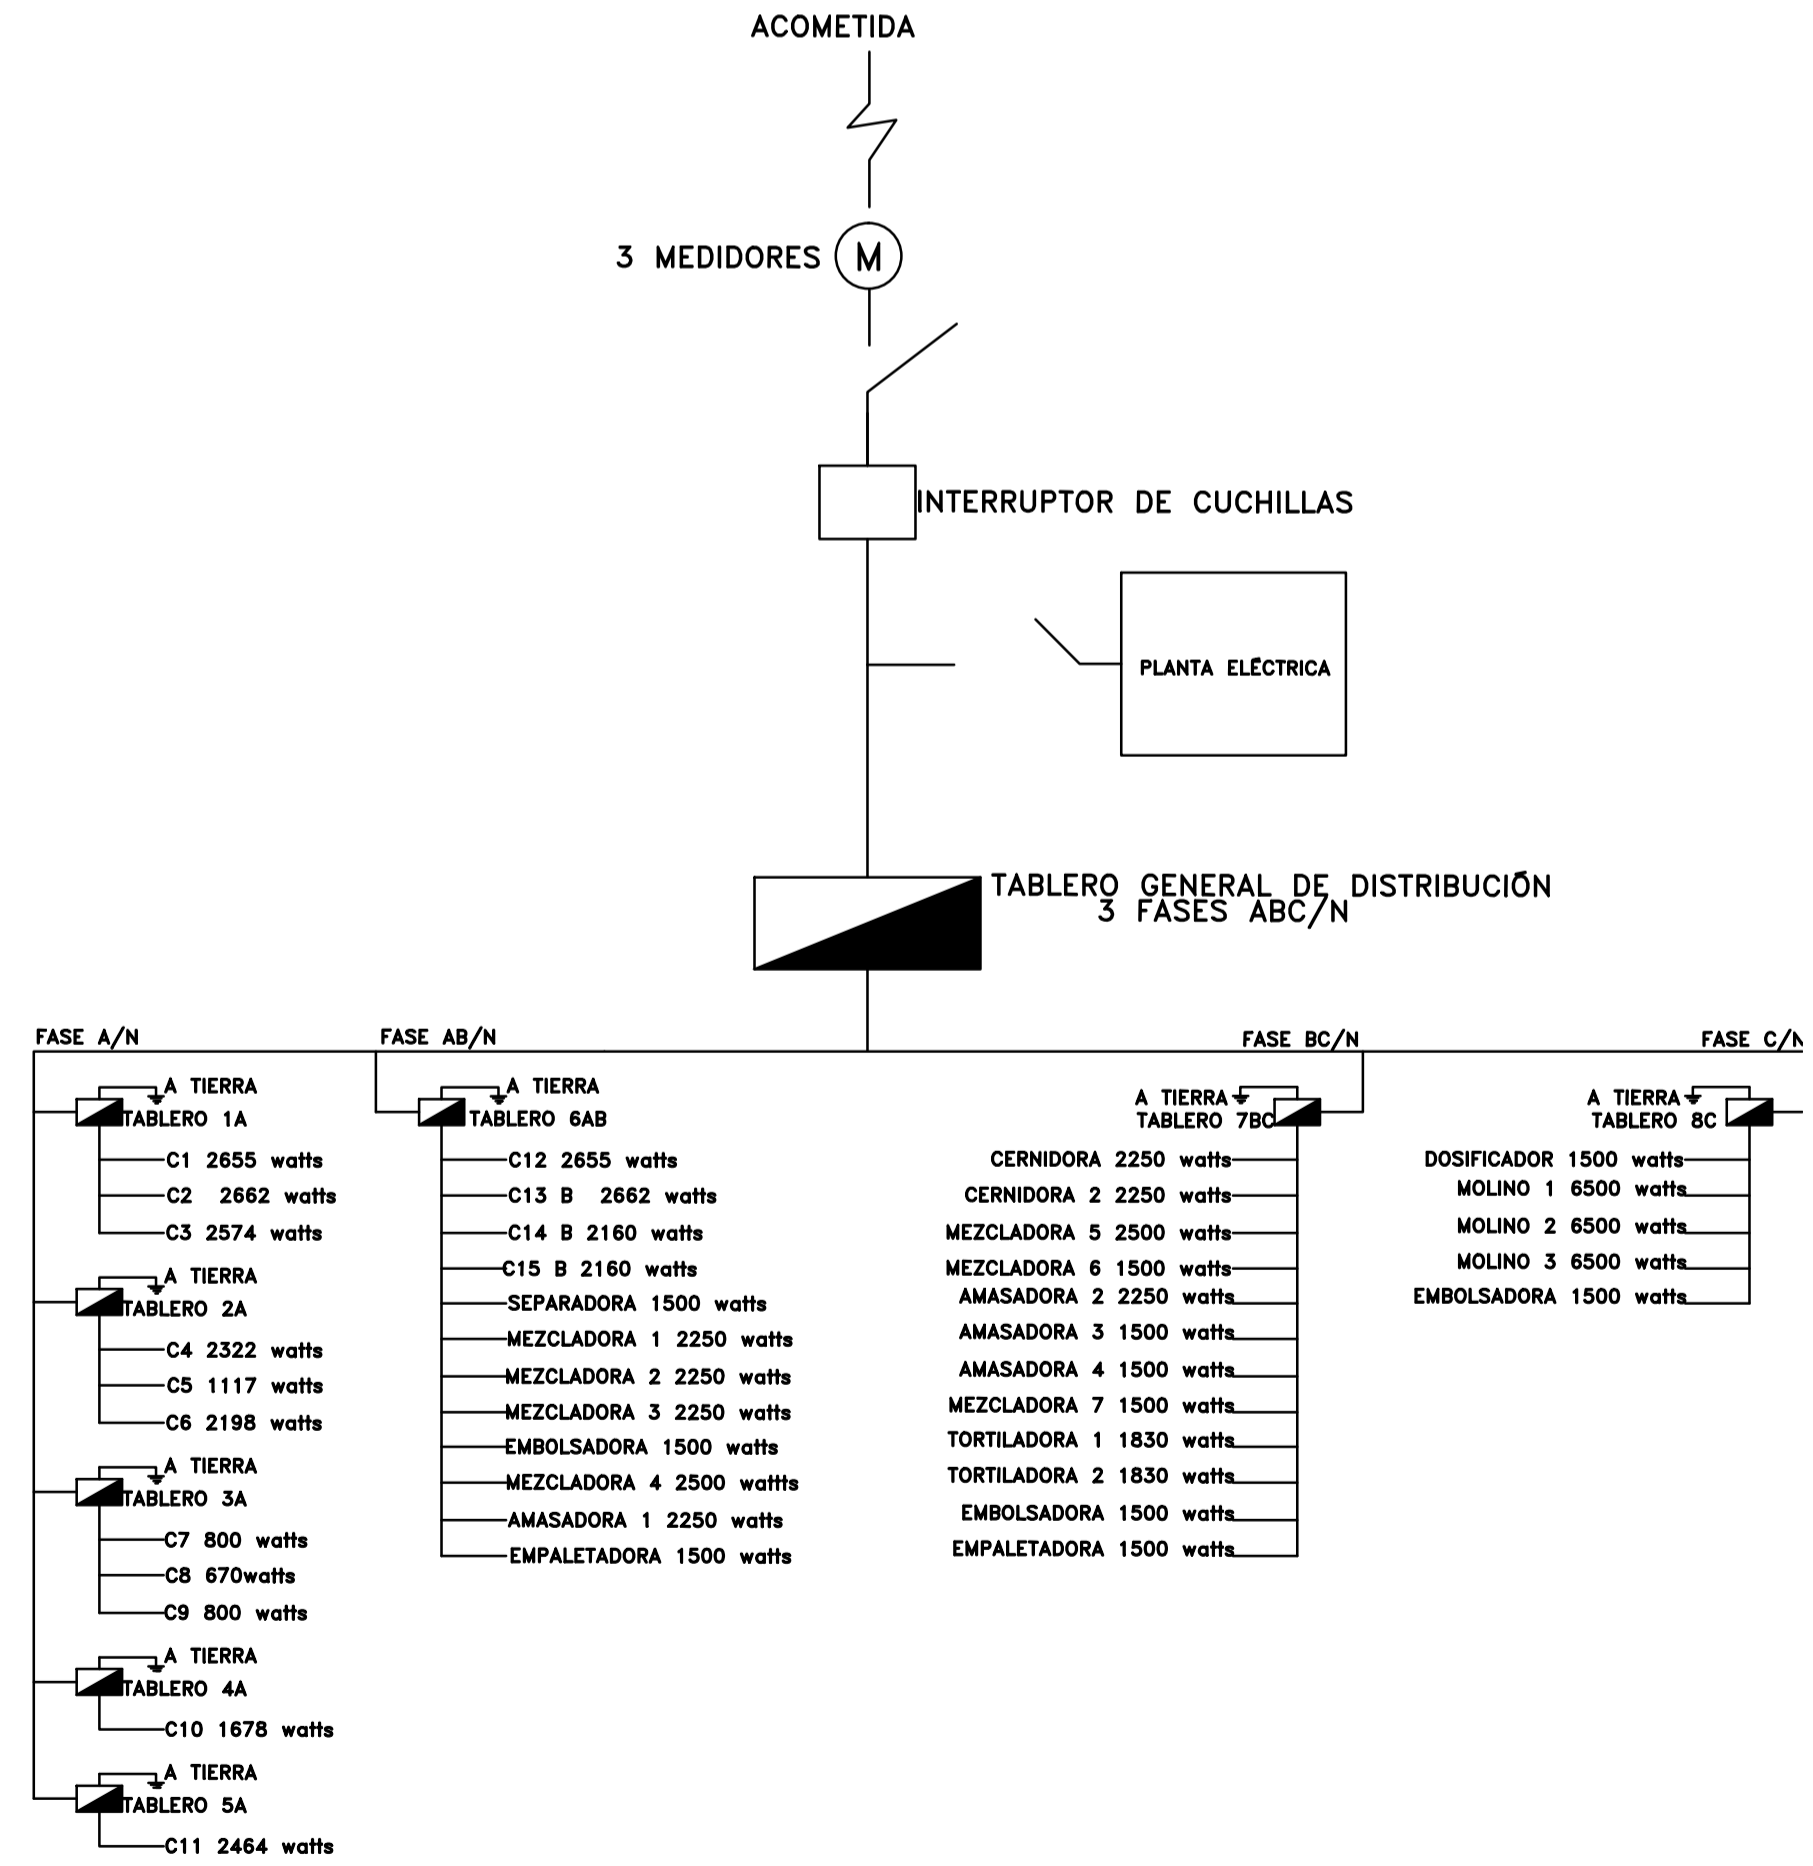 ACOMETIDA
3 MEDIDORES
M
INTERRUPTOR DE CUCHILLAS
PLANTA ELÉCTRICA
TABLERO GENERAL DE DISTRIBUCIÓN
3 FASES ABC/N
FASE A/N
A TIERRA
TABLERO 1A
C1 2655 watts
C2 2662 watts
C3 2574 watts
A TIERRA
TABLERO 2A
C4 2322 watts
C5 1117 watts
C6 2198 watts
A TIERRA
TABLERO 3A
C7 800 watts
C8 670watts
C9 800 watts
A TIERRA
TABLERO 4A
C10 1678 watts
A TIERRA
TABLERO 5A
C11 2464 watts
FASE AB/N
A TIERRA
TABLERO 6AB
C12 2655 watts
C13 B 2662 watts
C14 B 2160 watts
C15 B 2160 watts
SEPARADORA 1500 watts
MEZCLADORA 1 2250 watts
MEZCLADORA 2 2250 watts
MEZCLADORA 3 2250 watts
EMBOLSADORA 1500 watts
MEZCLADORA 4 2500 wattts
AMASADORA 1 2250 watts
EMPALETADORA 1500 watts
FASE BC/N
A TIERRA
TABLERO 7BC
CERNIDORA 2250 watts
CERNIDORA 2 2250 watts
MEZCLADORA 5 2500 watts
MEZCLADORA 6 1500 watts
AMASADORA 2 2250 watts
AMASADORA 3 1500 watts
AMASADORA 4 1500 watts
MEZCLADORA 7 1500 watts
TORTILADORA 1 1830 watts
TORTILADORA 2 1830 watts
EMBOLSADORA 1500 watts
EMPALETADORA 1500 watts
FASE C/N
A TIERRA
TABLERO 8C
DOSIFICADOR 1500 watts
MOLINO 1 6500 watts
MOLINO 2 6500 watts
MOLINO 3 6500 watts
EMBOLSADORA 1500 watts